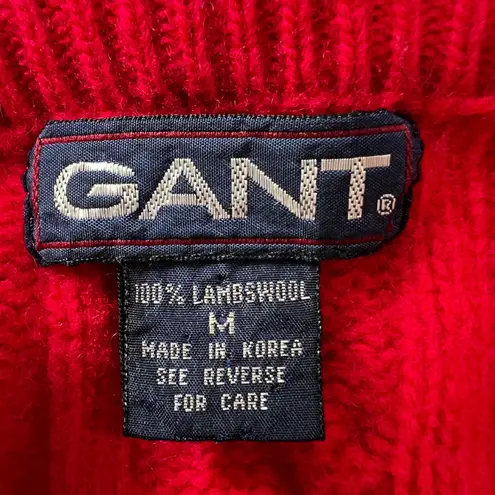 GANT®
100% LAMBSWOOL
M
MADE IN KOREA
SEE REVERSE
FOR CARE